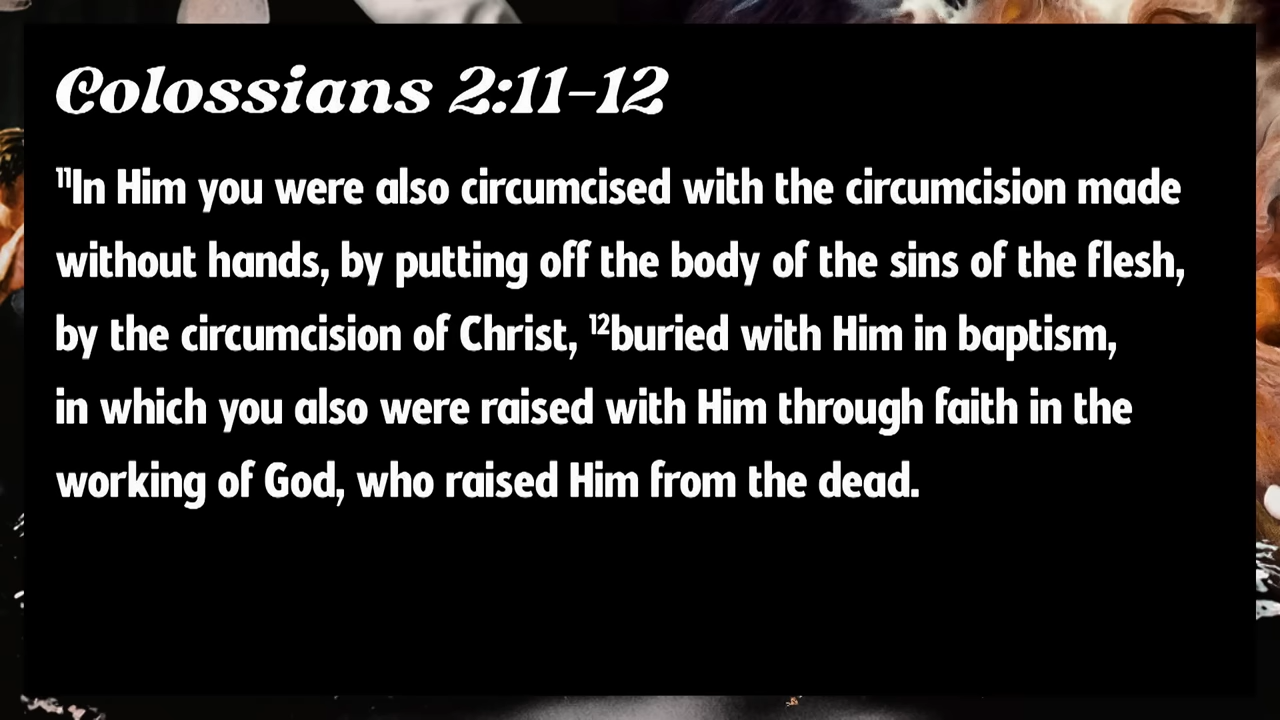 Colossians 2:11–12
¹¹In Him you were also circumcised with the circumcision made
without hands, by putting off the body of the sins of the flesh,
by the circumcision of Christ, ¹²buried with Him in baptism,
in which you also were raised with Him through faith in the
working of God, who raised Him from the dead.